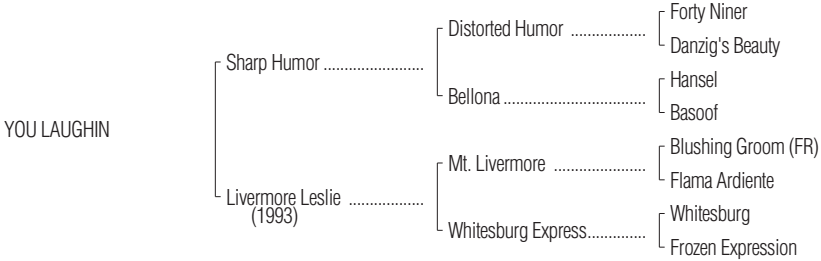 Forty Niner
Distorted Humor ..................
Danzig's Beauty
Sharp Humor ........................
Hansel
Bellona ..................................
Basoof
YOU LAUGHIN
Blushing Groom (FR)
Mt. Livermore ......................
Flama Ardiente
Livermore Leslie ..................
(1993)
Whitesburg
Whitesburg Express..............
Frozen Expression